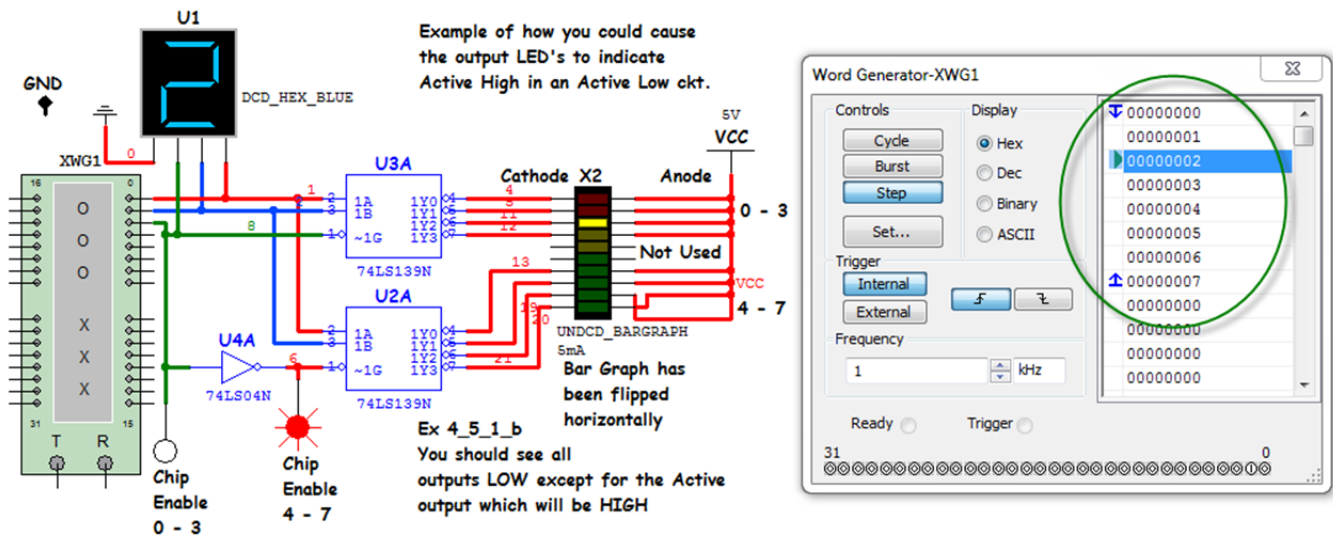 U1
Example of how you could cause
the output LED's to indicate
Active High in an Active Low ckt.
GND
DCD_HEX_BLUE
0
XWG1
16
0
O
O
O
X
X
X
31
15
T
R
1
8
U3A
2
3
1
1A
1B
~1G
1Y0
1Y1
1Y2
1Y3
4
5
6
7
74LS139N
4
5
11
12
Cathode X2
Anode
5V
VCC
0 - 3
Not Used
13
VCC
4 - 7
19
20
21
UNDCD_BARGRAPH
5mA
Bar Graph has
been flipped
horizontally
U2A
2
3
1
1A
1B
~1G
1Y0
1Y1
1Y2
1Y3
4
5
6
7
74LS139N
U4A
6
74LS04N
Chip
Enable
0 - 3
Chip
Enable
4 - 7
Ex 4_5_1_b
You should see all
outputs LOW except for the Active
output which will be HIGH
Word Generator-XWG1
Controls
Cycle
Burst
Step
Set...
Display
Hex
Dec
Binary
ASCII
Trigger
Internal
External
Frequency
1
kHz
Ready
Trigger
31
0
00000000
00000001
00000002
00000003
00000004
00000005
00000006
00000007
00000000
00000000
00000000
00000000